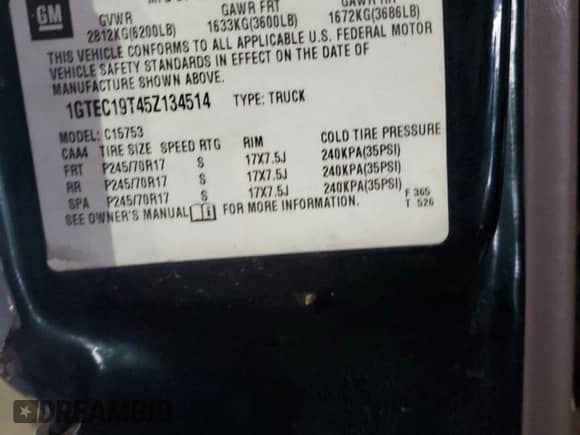 GM
GVWR GAWR FRT GAWR RR
2812KG(6200LB) 1633KG(3600LB) 1672KG(3686LB)
THIS VEHICLE CONFORMS TO ALL APPLICABLE U.S. FEDERAL MOTOR
VEHICLE SAFETY STANDARDS IN EFFECT ON THE DATE OF
MANUFACTURE SHOWN ABOVE.
1GTEC19T45Z134514 TYPE: TRUCK
MODEL: C15753
CAA4 TIRE SIZE SPEED RTG RIM COLD TIRE PRESSURE
FRT P245/70R17 S 17X7.5J 240KPA(35PSI)
RR P245/70R17 S 17X7.5J 240KPA(35PSI)
SPA P245/70R17 S 17X7.5J 240KPA(35PSI)
SEE OWNER'S MANUAL FOR MORE INFORMATION.
F 365
T 526
DREAMBID